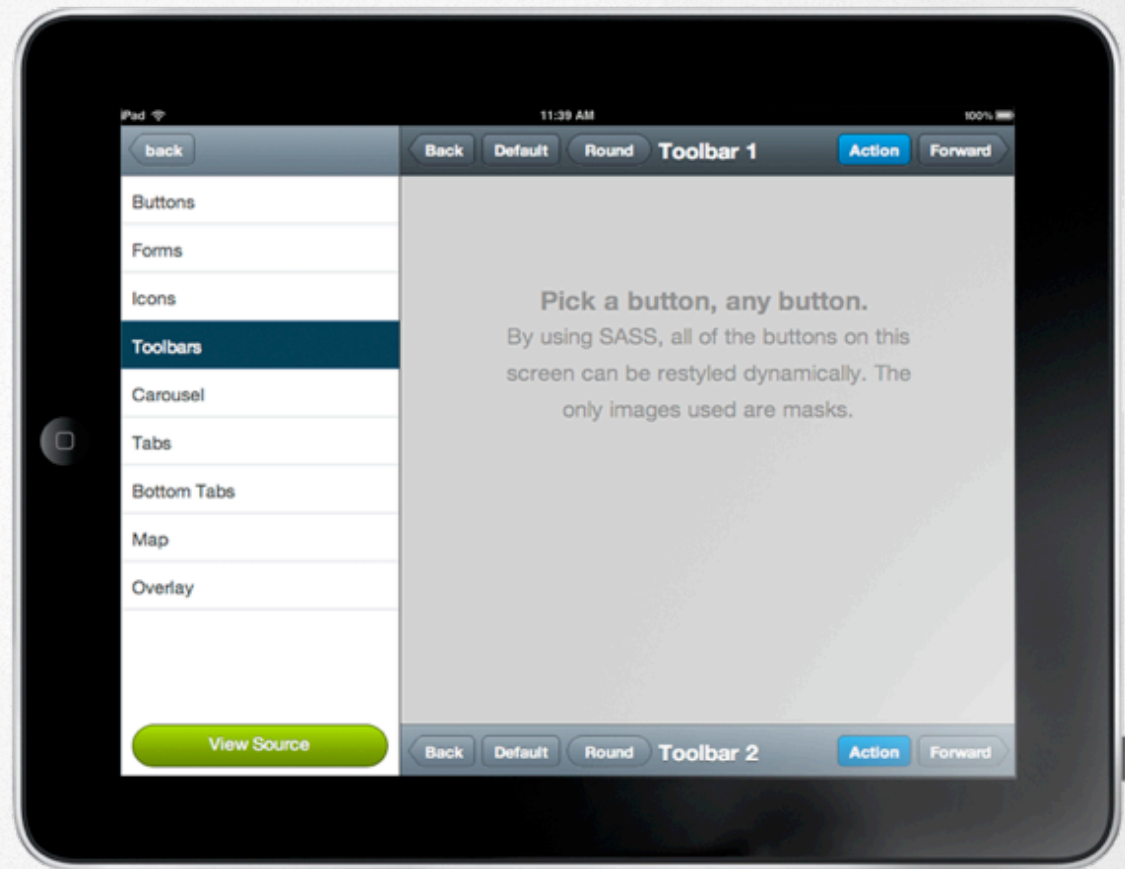 iPad 11:39 AM 100%
back
Back Default Round Toolbar 1 Action Forward
Buttons
Forms
Icons
Toolbars
Carousel
Tabs
Bottom Tabs
Map
Overlay
View Source
Pick a button, any button.
By using SASS, all of the buttons on this
screen can be restyled dynamically. The
only images used are masks.
Back Default Round Toolbar 2 Action Forward